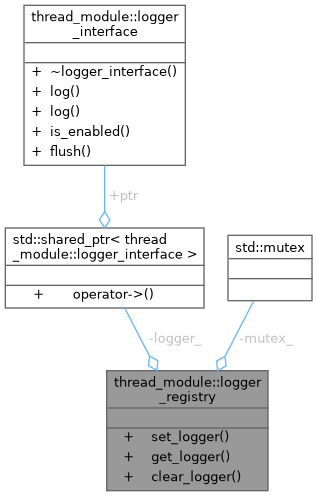 thread_module::logger
_interface
+ ~logger_interface()
+ log()
+ log()
+ is_enabled()
+ flush()
+ptr
std::shared_ptr< thread
_module::logger_interface >
+ operator->()
std::mutex
-logger_
-mutex_
thread_module::logger
_registry
+ set_logger()
+ get_logger()
+ clear_logger()